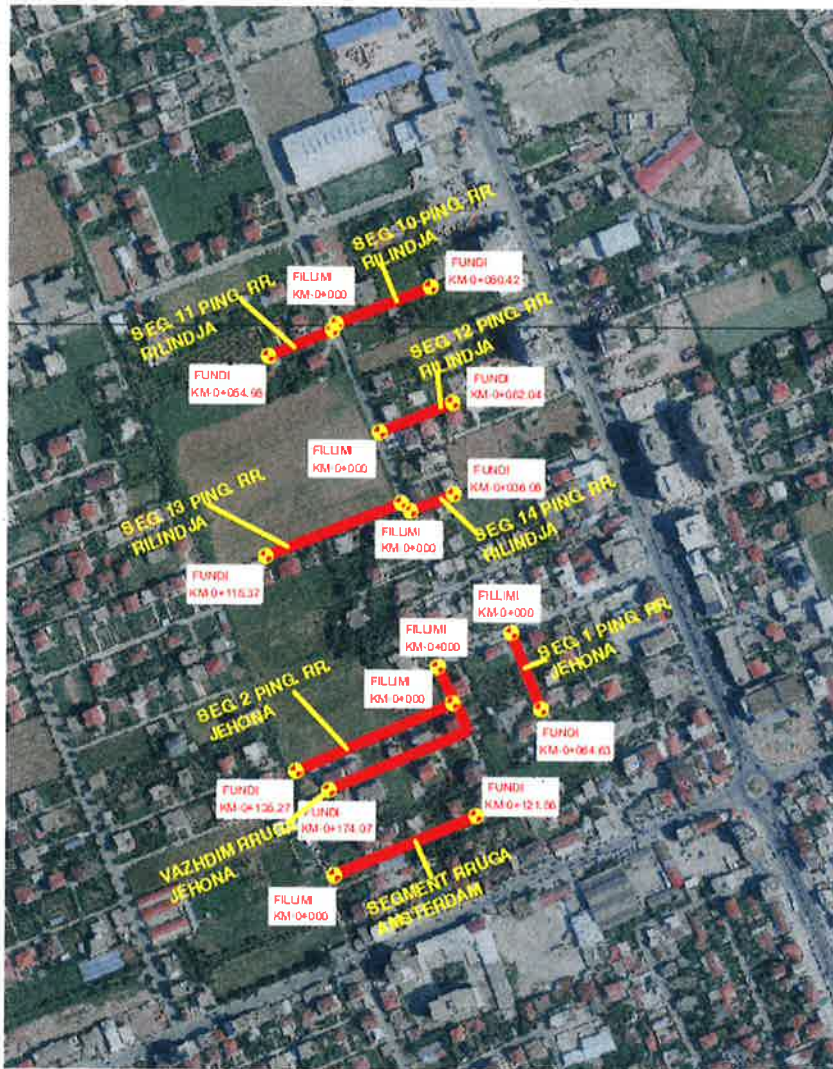 SEG. 10 PING. RR.
RILINDJA
FILLIMI
KM-0+000
FUNDI
KM-0+080.42
SEG. 11 PING. RR.
RILINDJA
FUNDI
KM-0+054.98
SEG. 12 PING. RR.
RILINDJA
FUNDI
KM-0+062.04
FILLIMI
KM-0+000
SEG. 13 PING. RR.
RILINDJA
FUNDI
KM-0+036.06
FILLIMI
KM-0+000
SEG. 14 PING. RR.
RILINDJA
FUNDI
KM-0+115.37
FILLIMI
KM-0+000
SEG. 1 PING. RR.
JEHONA
FUNDI
KM-0+064.63
FILLIMI
KM-0+000
FILLIMI
KM-0+000
SEG. 2 PING. RR.
JEHONA
FUNDI
KM-0+135.27
FUNDI
KM-0+174.07
VAZHDIM RRUGA
JEHONA
FUNDI
KM-0+121.56
FILLIMI
KM-0+000
SEGMENT RRUGA
AMSTERDAM